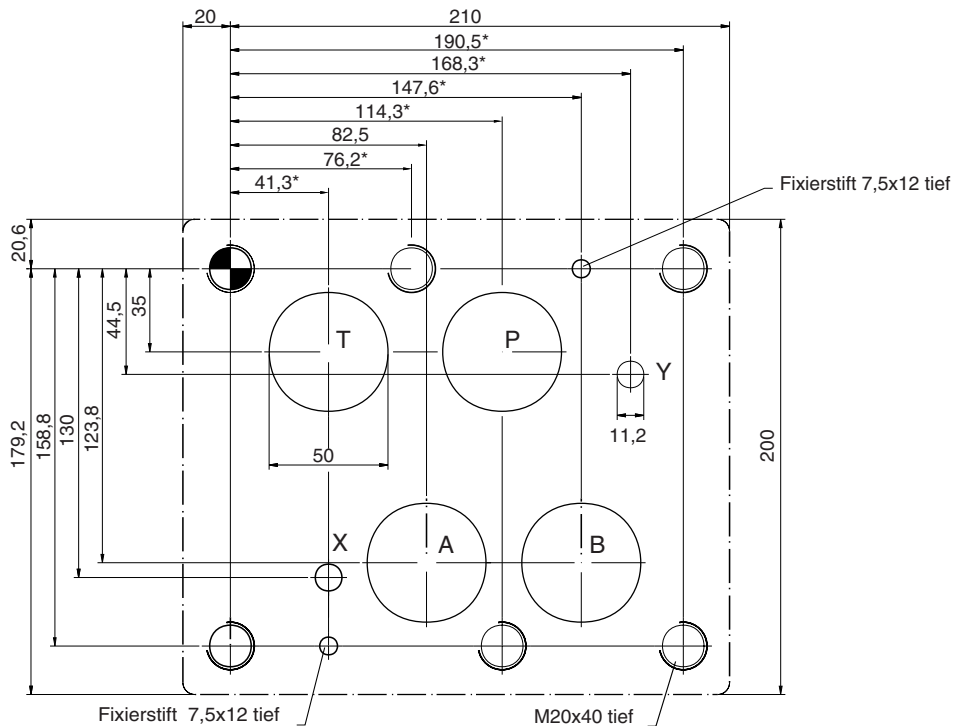 20
210
190,5*
168,3*
147,6*
114,3*
82,5
76,2*
41,3*
Fixierstift 7,5x12 tief
20,6
35
44,5
T
P
Y
11,2
50
123,8
130
158,8
179,2
200
X
A
B
Fixierstift 7,5x12 tief
M20x40 tief